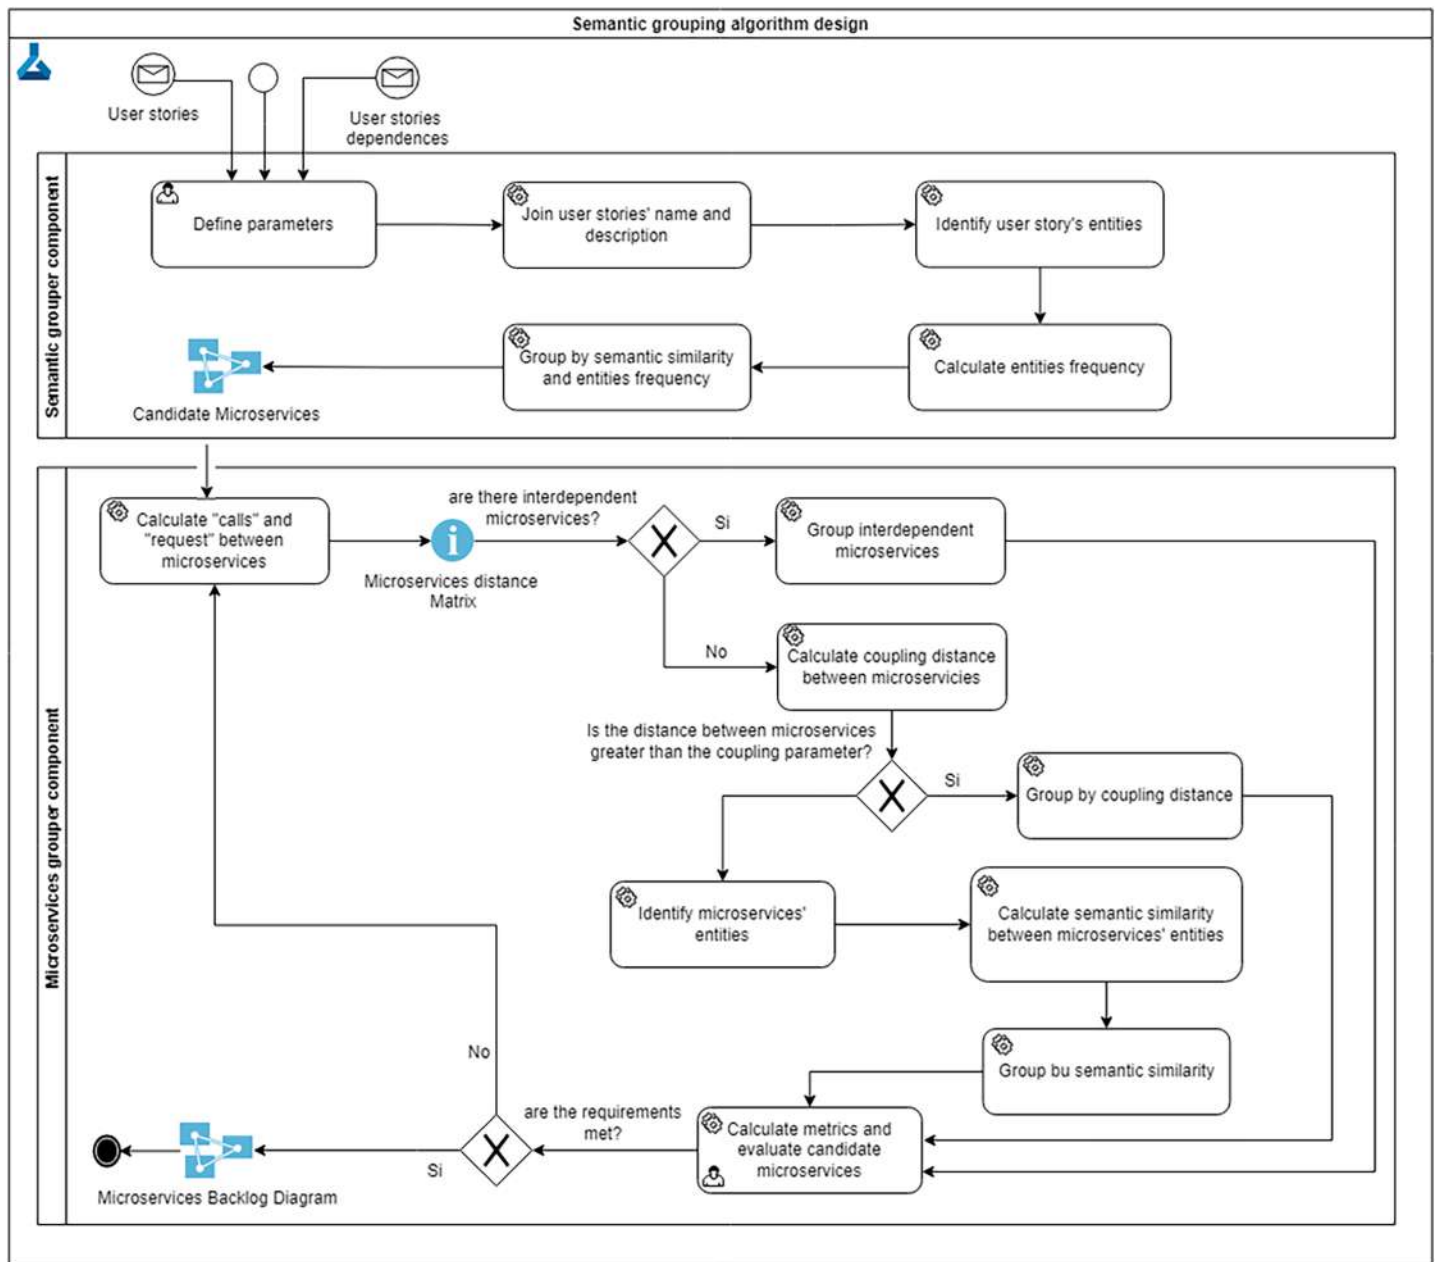 Semantic grouping algorithm design
User stories
User stories
dependences
Semantic grouper component
Define parameters
Join user stories' name and
description
Identify user story's entities
Candidate Microservices
Group by semantic similarity
and entities frequency
Calculate entities frequency
Microservices grouper component
Calculate "calls" and
"request" between
microservices
Microservices distance
Matrix
are there interdependent
microservices?
Si
Group interdependent
microservices
No
Calculate coupling distance
between microservicies
Is the distance between microservices
greater than the coupling parameter?
Si
Group by coupling distance
Identify microservices'
entities
Calculate semantic similarity
between microservices' entities
Group bu semantic similarity
No
are the requirements
met?
Calculate metrics and
evaluate candidate
microservices
Si
Microservices Backlog Diagram